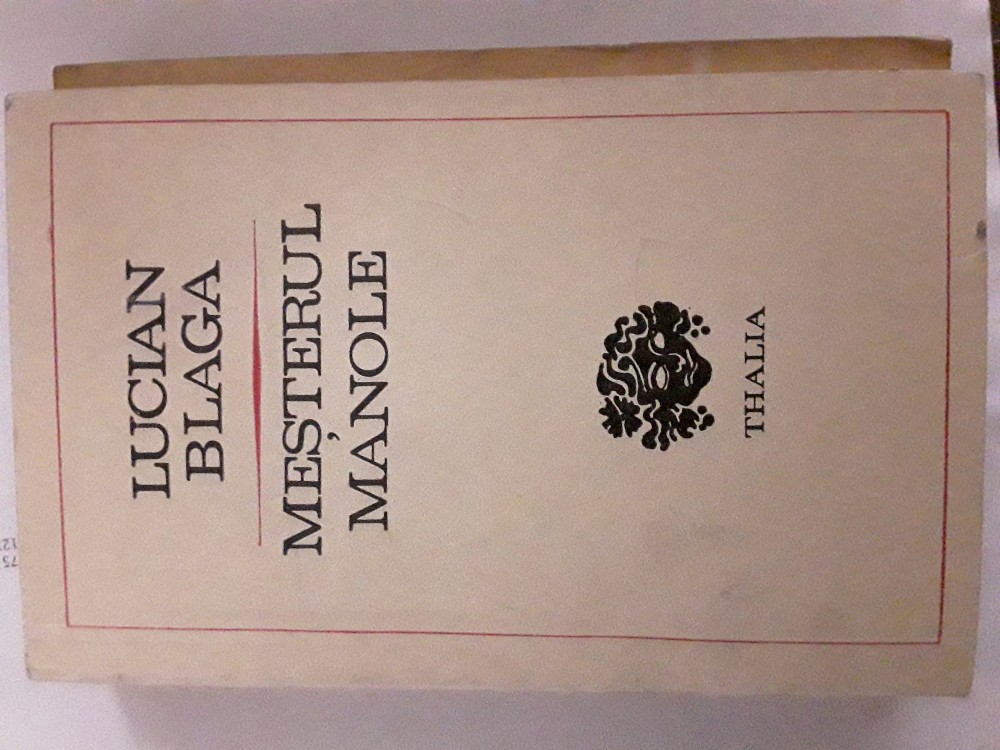 LUCIAN
BLAGA
MEȘTERUL
MANOLE
THALIA